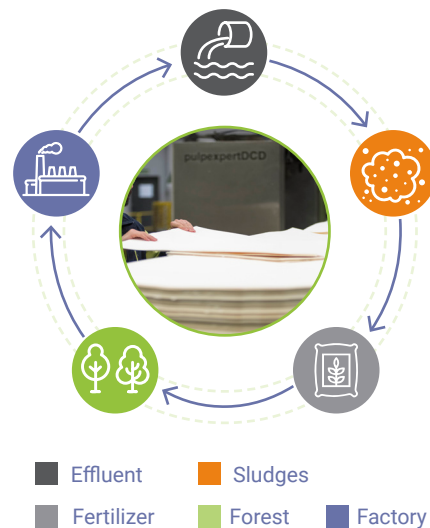 pulpexpertDCD
Effluent
Sludges
Fertilizer
Forest
Factory